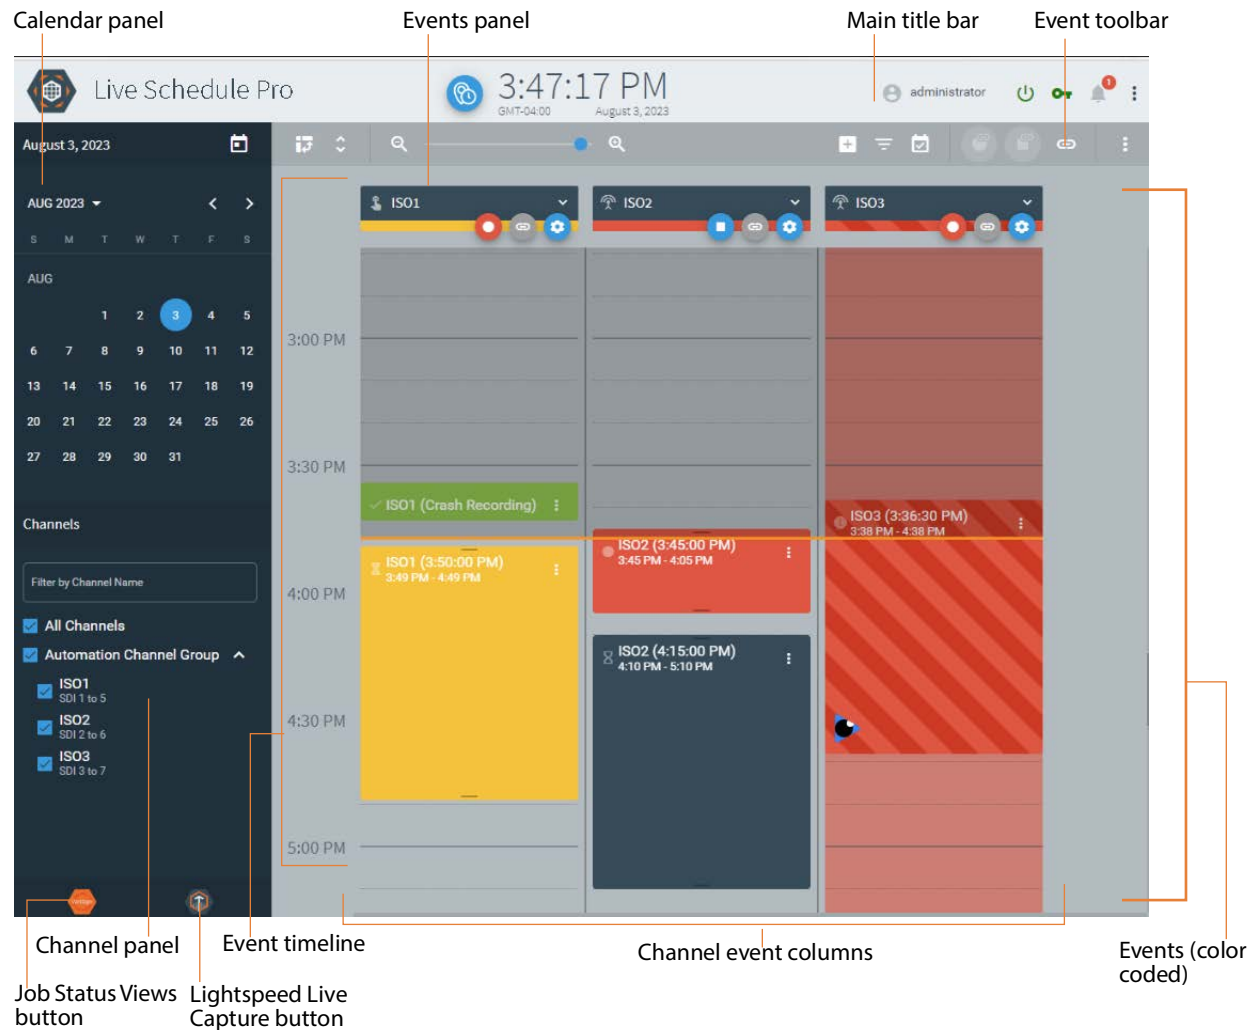 Calendar panel
Events panel
Main title bar
Event toolbar
Live Schedule Pro
3:47:17 PM
GMT-04:00
August 3, 2023
administrator
1
August 3, 2023
AUG 2023
S M T W T F S
AUG
1 2 3 4 5
6 7 8 9 10 11 12
13 14 15 16 17 18 19
20 21 22 23 24 25 26
27 28 29 30 31
Channels
Filter by Channel Name
All Channels
Automation Channel Group
ISO1
SDI 1 to 5
ISO2
SDI 2 to 6
ISO3
SDI 3 to 7
ISO1
ISO2
ISO3
3:00 PM
3:30 PM
4:00 PM
4:30 PM
5:00 PM
ISO1 (Crash Recording)
ISO1 (3:50:00 PM)
3:49 PM - 4:49 PM
ISO2 (3:45:00 PM)
3:45 PM - 4:05 PM
ISO2 (4:15:00 PM)
4:10 PM - 5:10 PM
ISO3 (3:36:30 PM)
3:38 PM - 4:38 PM
Channel panel
Event timeline
Channel event columns
Events (color
coded)
Job Status Views
button
Lightspeed Live
Capture button